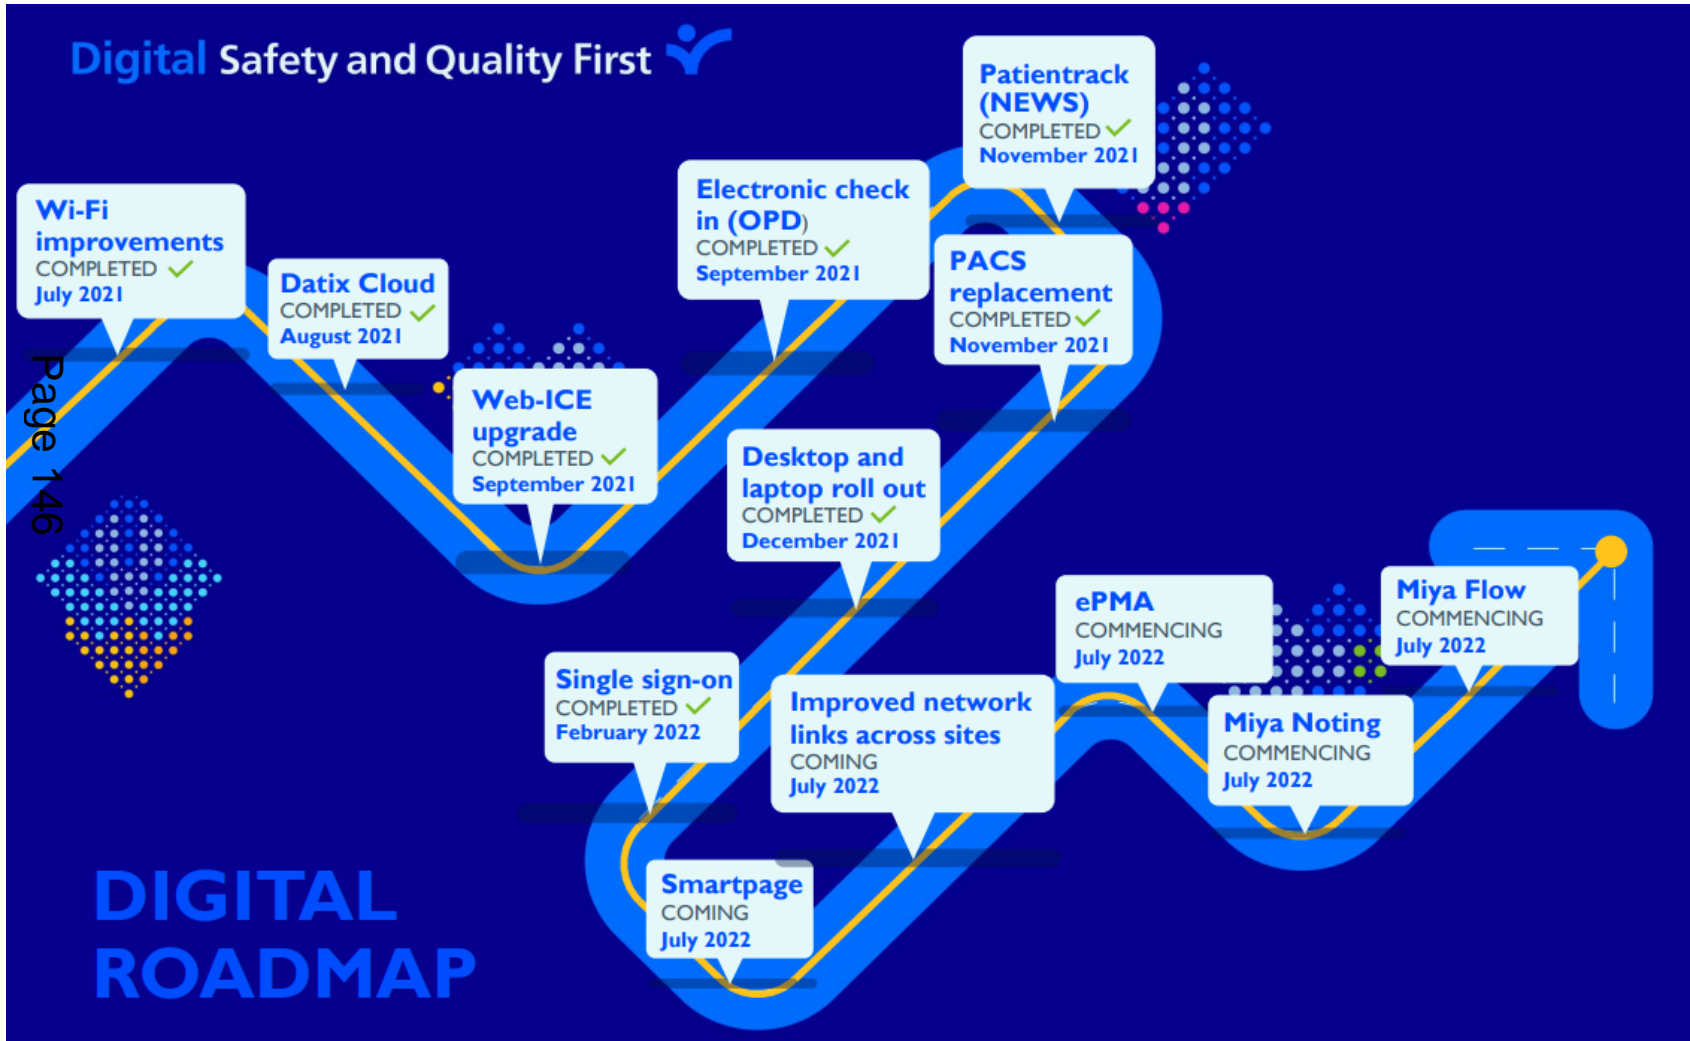 Digital Safety and Quality First
Wi-Fi
improvements
COMPLETED
July 2021
Datix Cloud
COMPLETED
August 2021
Web-ICE
upgrade
COMPLETED
September 2021
Electronic check
in (OPD)
COMPLETED
September 2021
Patientrack
(NEWS)
COMPLETED
November 2021
PACS
replacement
COMPLETED
November 2021
Desktop and
laptop roll out
COMPLETED
December 2021
Single sign-on
COMPLETED
February 2022
Smartpage
COMING
July 2022
Improved network
links across sites
COMING
July 2022
ePMA
COMMENCING
July 2022
Miya Noting
COMMENCING
July 2022
Miya Flow
COMMENCING
July 2022
DIGITAL
ROADMAP
Page 146